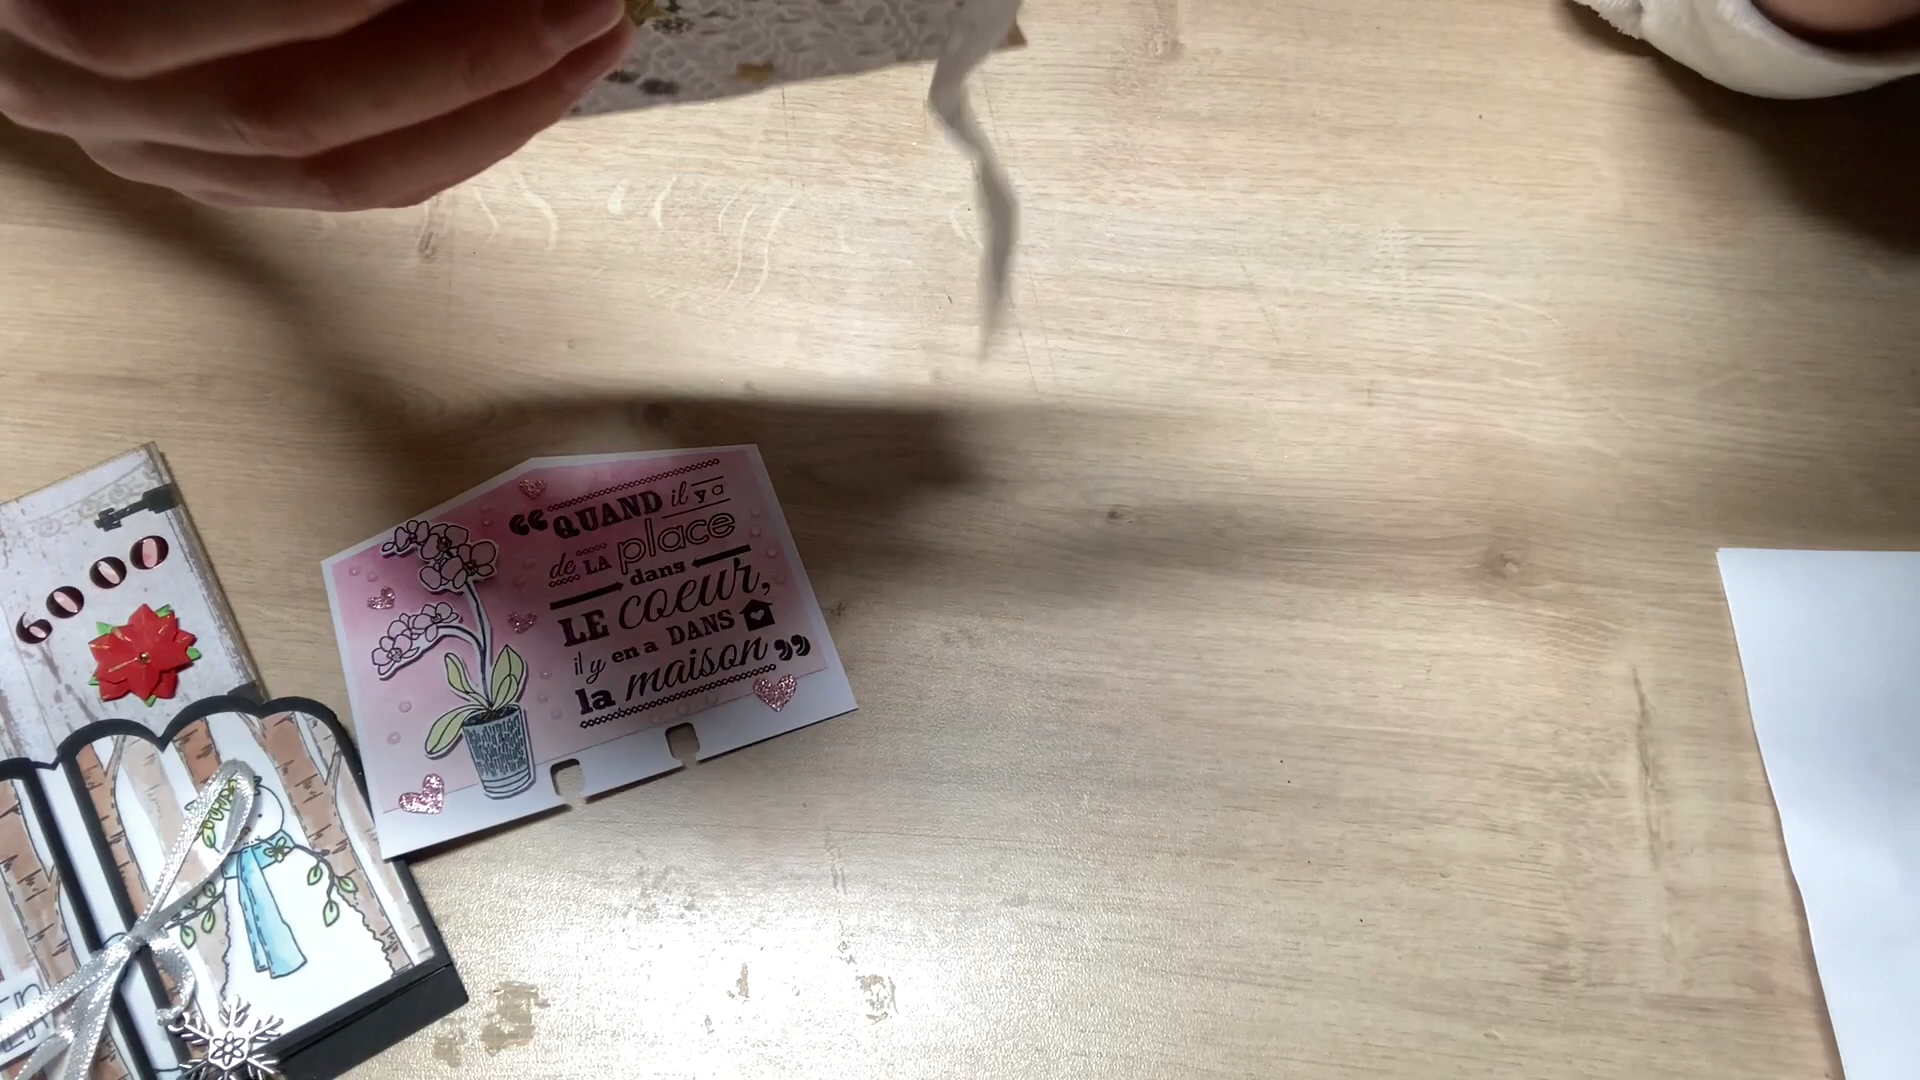 “QUAND il y a
de LA place
dans
LE coeur,
il y en a DANS
la maison”
6000